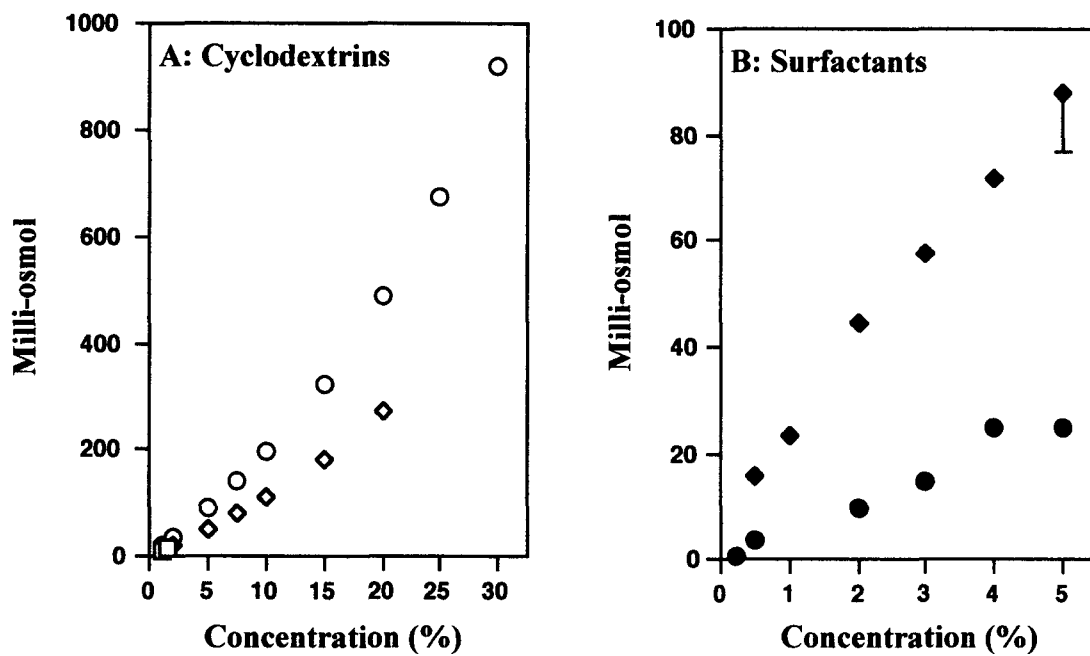 A: Cyclodextrins
1000
800
600
400
200
0
0 5 10 15 20 25 30
Milli-osmol
Concentration (%)
B: Surfactants
100
80
60
40
20
0
0 1 2 3 4 5
Milli-osmol
Concentration (%)